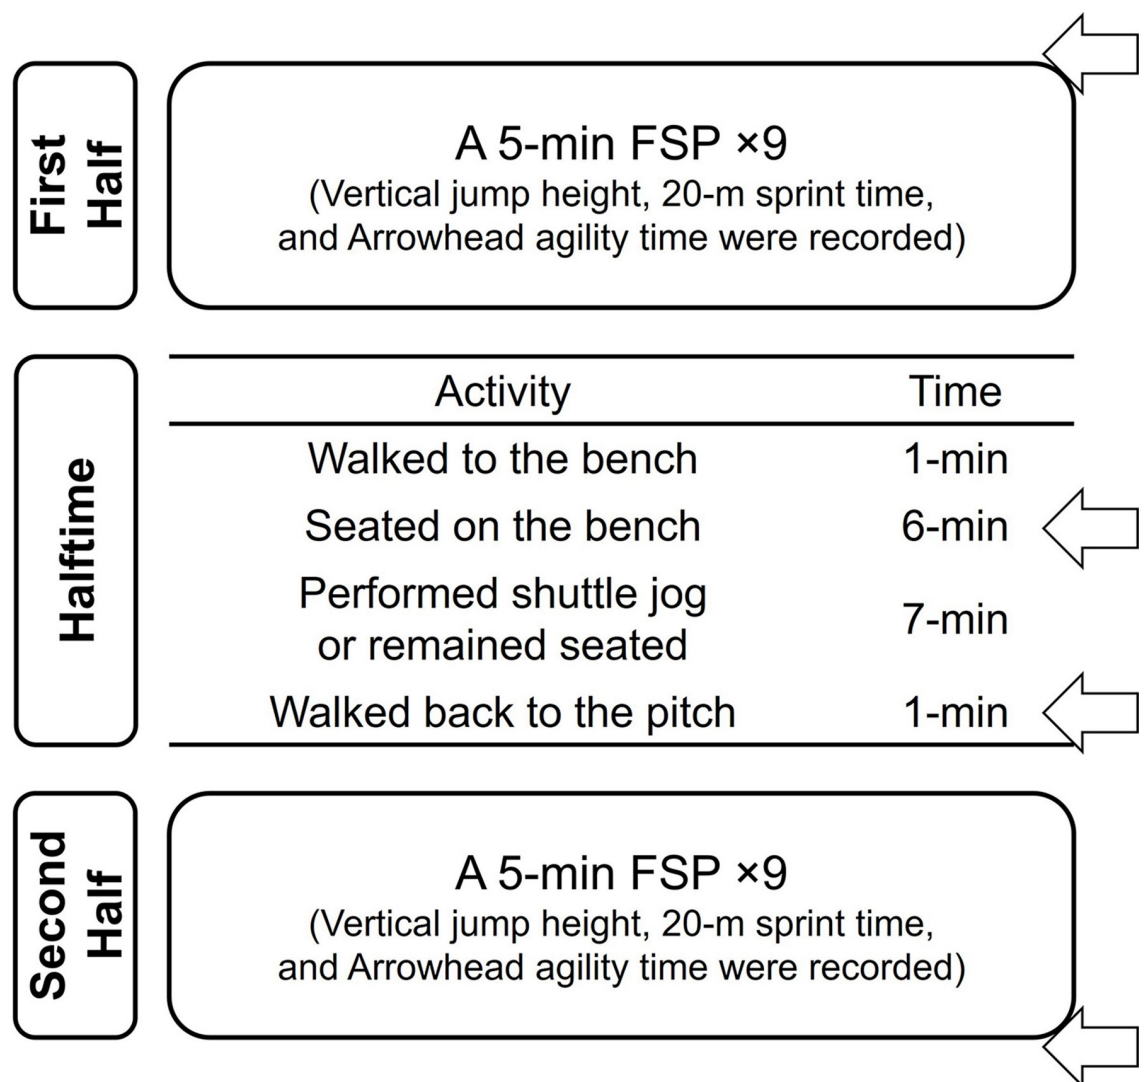 First
Half
A 5-min FSP ×9
(Vertical jump height, 20-m sprint time,
and Arrowhead agility time were recorded)
Halftime
Activity Time
Walked to the bench 1-min
Seated on the bench 6-min
Performed shuttle jog
or remained seated 7-min
Walked back to the pitch 1-min
Second
Half
A 5-min FSP ×9
(Vertical jump height, 20-m sprint time,
and Arrowhead agility time were recorded)